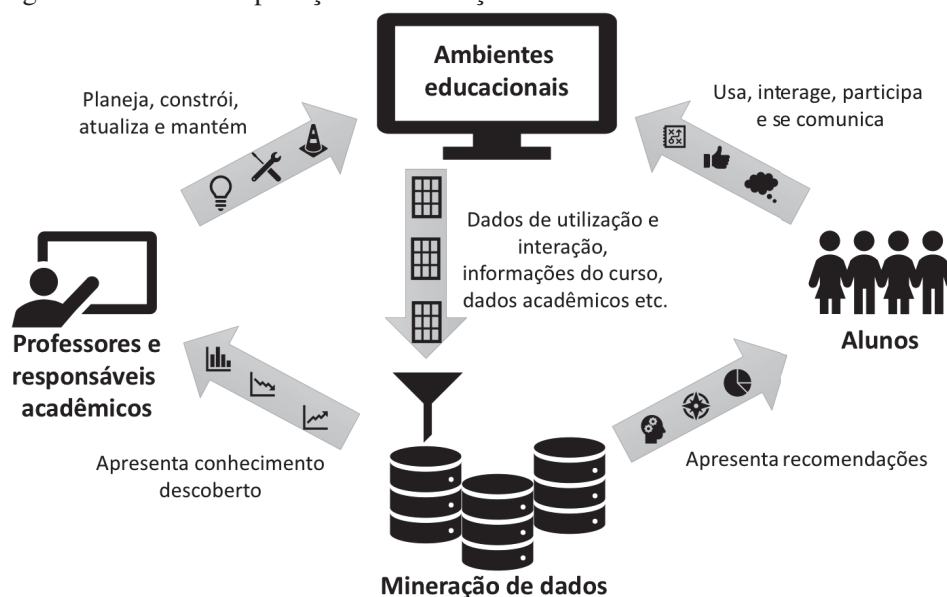 Ambientes
educacionais
Planeja, constrói,
atualiza e mantém
Usa, interage, participa
e se comunica
Dados de utilização e
interação,
informações do curso,
dados acadêmicos etc.
Professores e
responsáveis
acadêmicos
Alunos
Apresenta conhecimento
descoberto
Apresenta recomendações
Mineração de dados